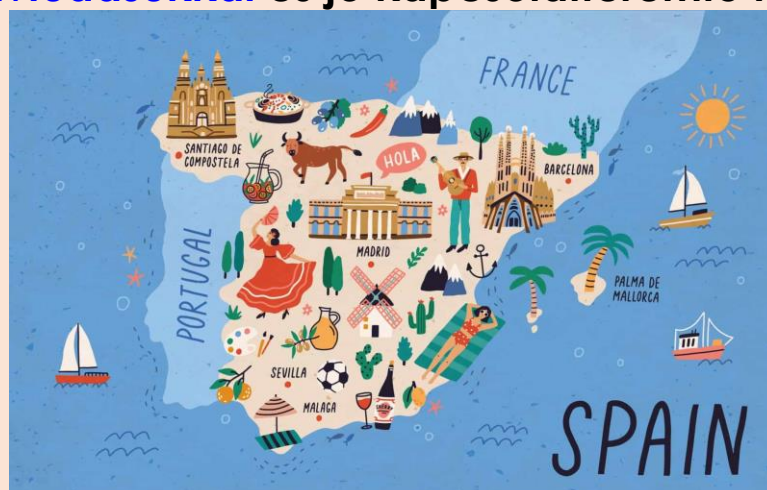 FRANCE
SANTIAGO DE
COMPOSTELA
HOLA
BARCELONA
PORTUGAL
MADRID
PALMA DE
MALLORCA
SEVILLA
MALAGA
SPAIN